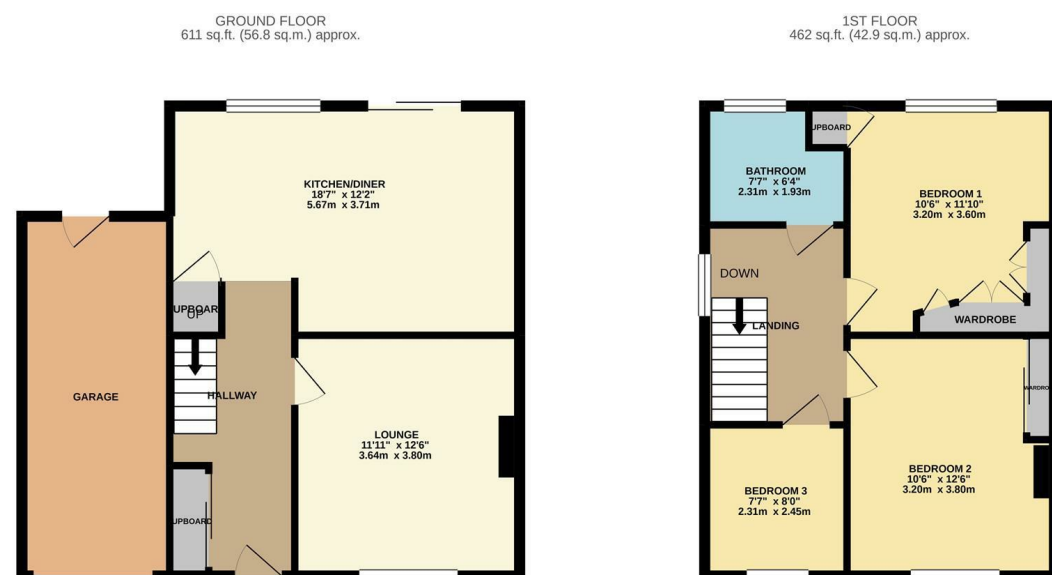 GROUND FLOOR
611 sq.ft. (56.8 sq.m.) approx.
KITCHEN/DINER
18'7" x 12'2"
5.67m x 3.71m
UPBOAR
UP
GARAGE
HALLWAY
LOUNGE
11'11" x 12'6"
3.64m x 3.80m
UPBOARD
1ST FLOOR
462 sq.ft. (42.9 sq.m.) approx.
UPBOARD
BATHROOM
7'7" x 6'4"
2.31m x 1.93m
BEDROOM 1
10'6" x 11'10"
3.20m x 3.60m
DOWN
LANDING
WARDROBE
WARDRO
BEDROOM 2
10'6" x 12'6"
3.20m x 3.80m
BEDROOM 3
7'7" x 8'0"
2.31m x 2.45m